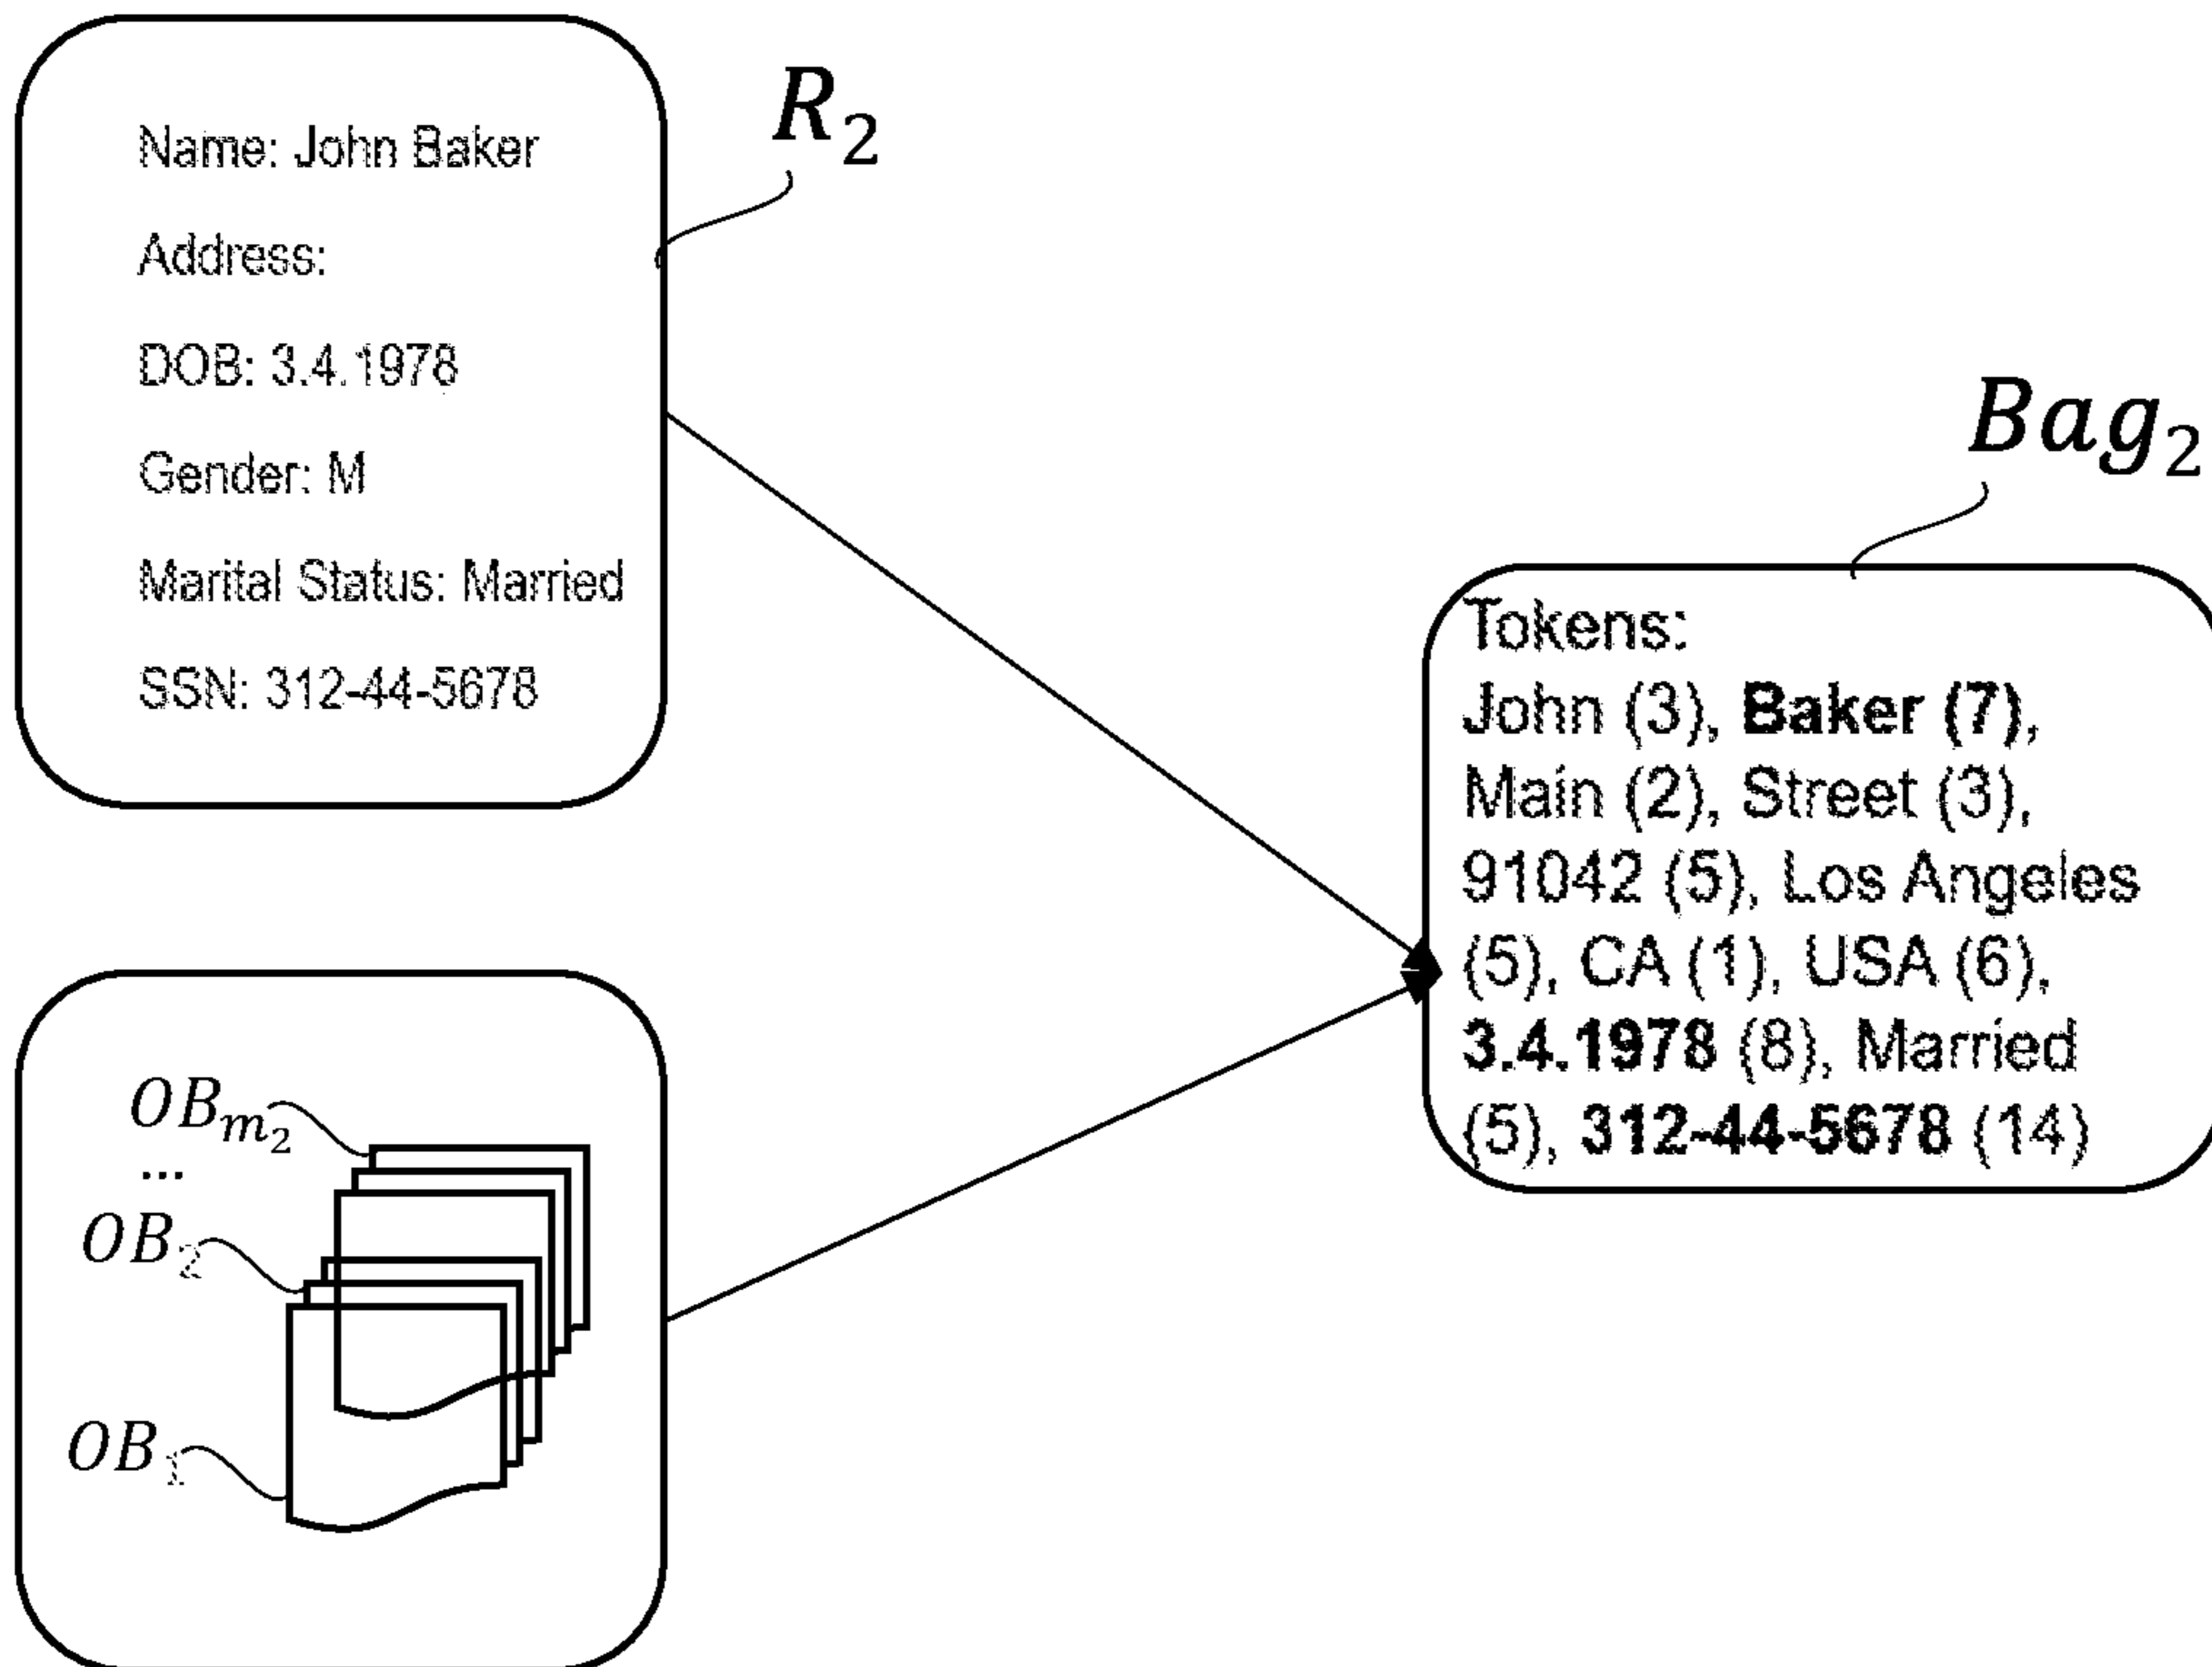 Name: John Baker
Address:
DOB: 3.4.1978
Gender: M
Marital Status: Married
SSN: 312-44-5678
R₂
Bag₂
Tokens:
John (3), Baker (7),
Main (2), Street (3),
91042 (5), Los Angeles
(5), CA (1), USA (6),
3.4.1978 (8), Married
(5), 312-44-5678 (14)
OBm₂
...
OB₂
OB₁